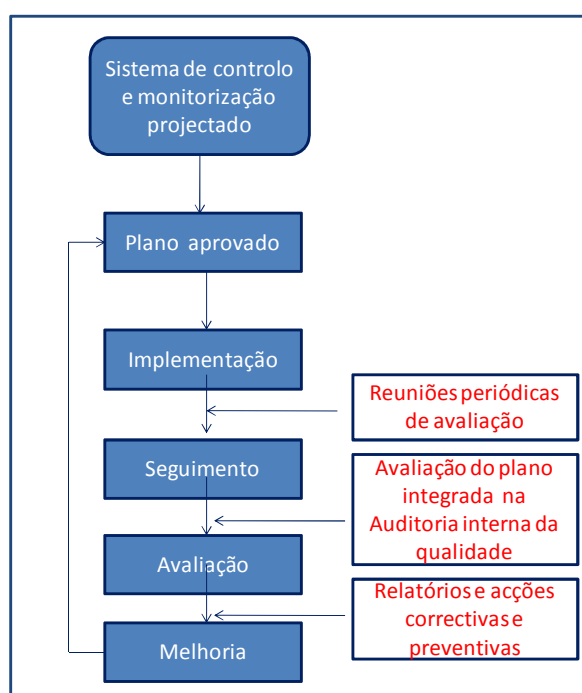 Sistema de controlo
e monitorização
projectado
Plano aprovado
Implementação
Reuniões periódicas
de avaliação
Seguimento
Avaliação do plano
integrada na
Auditoria interna da
qualidade
Avaliação
Relatórios e acções
correctivas e
preventivas
Melhoria